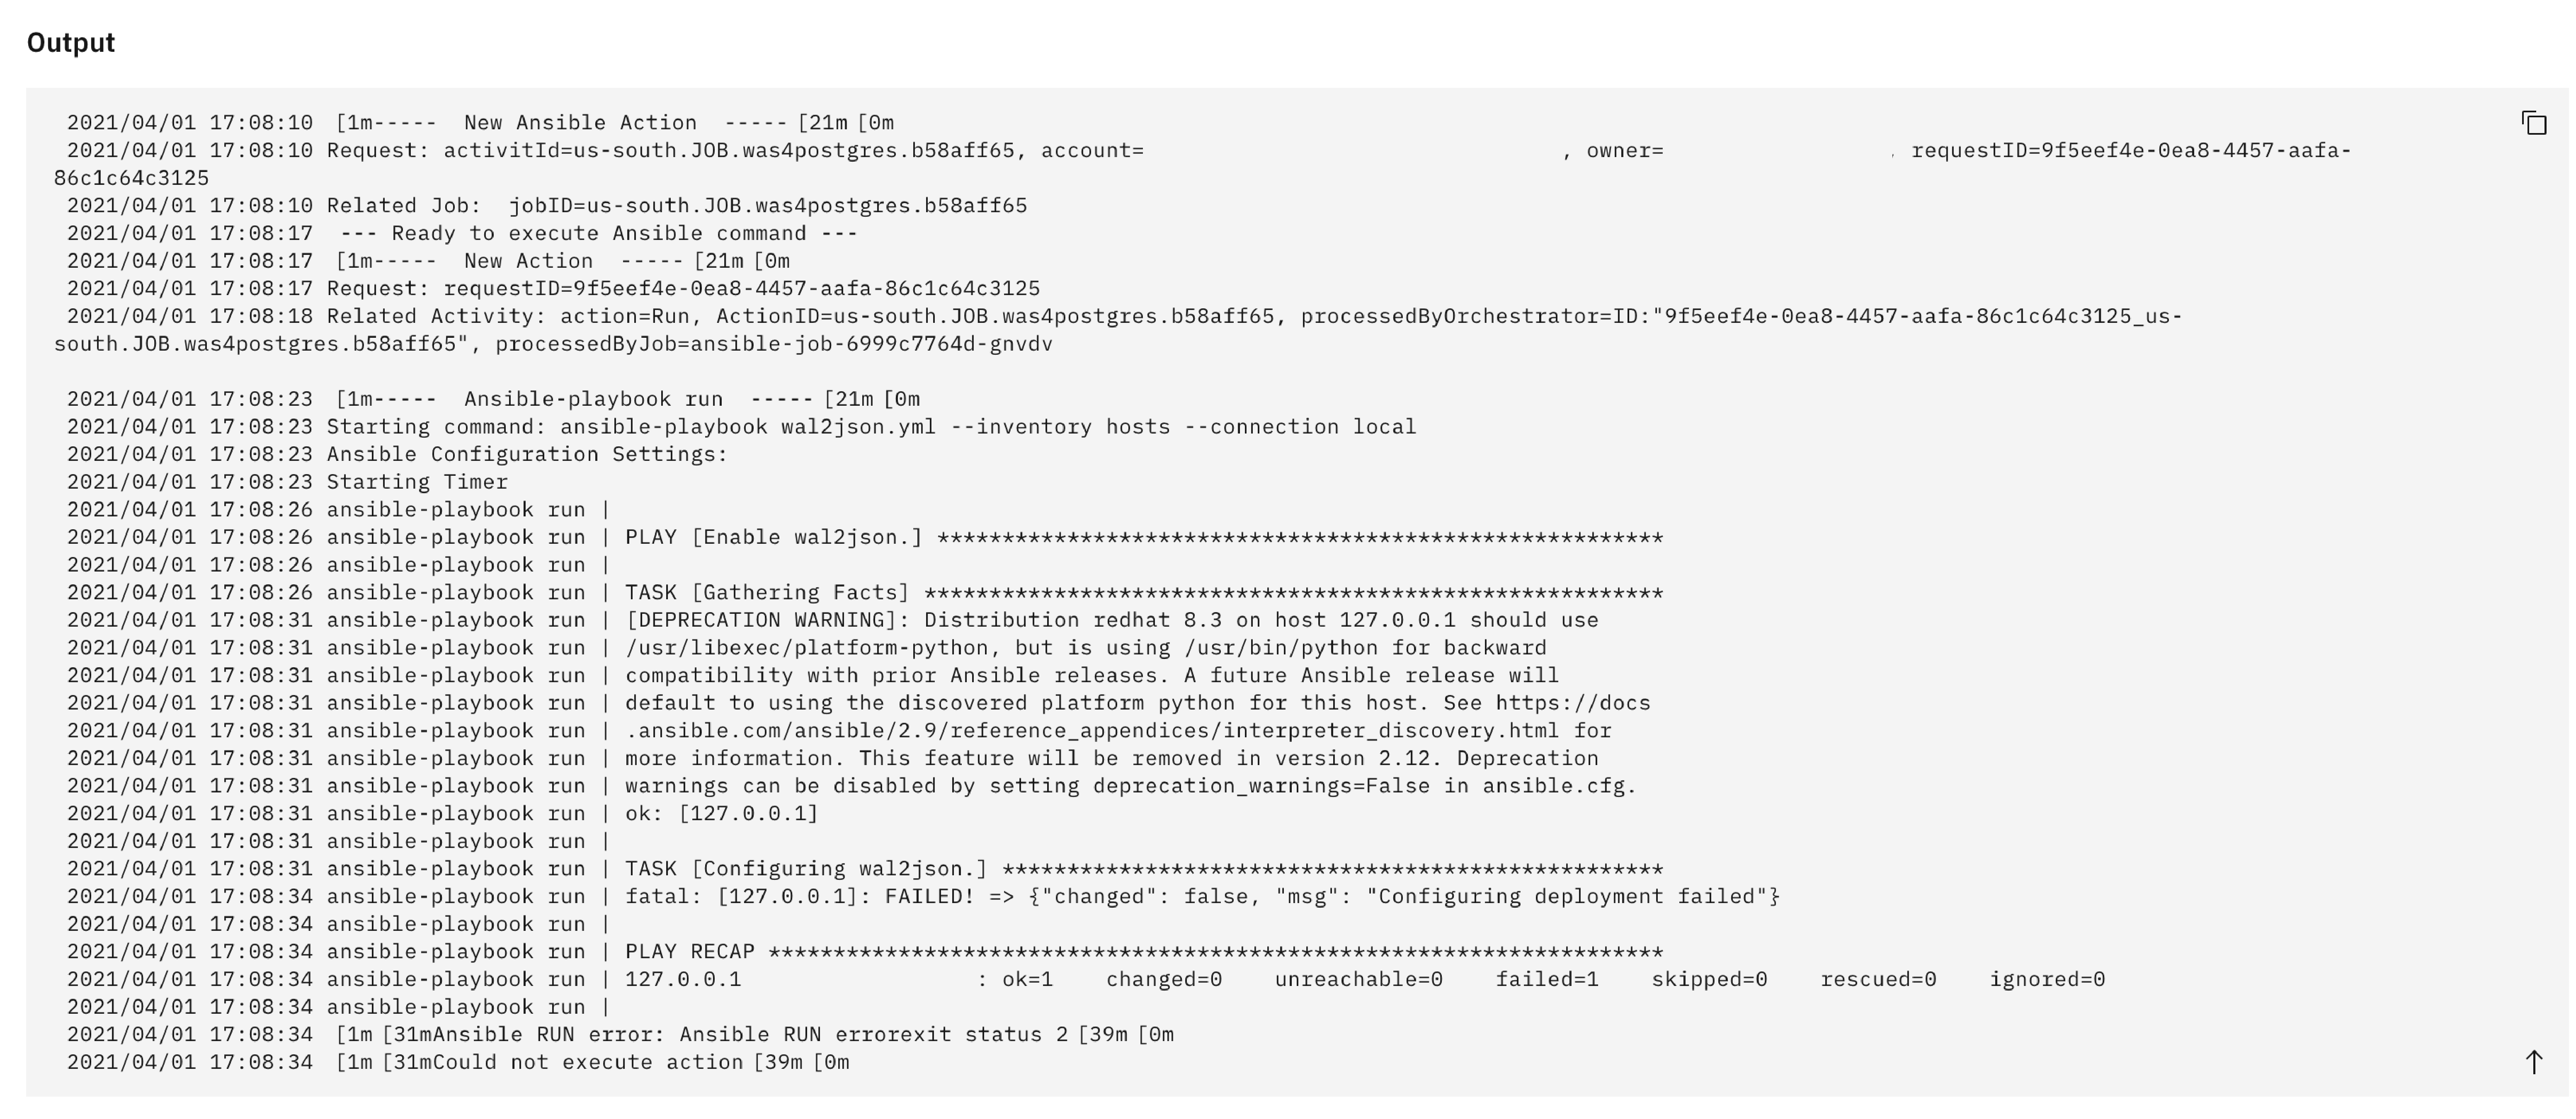 Output
2021/04/01 17:08:10  [1m-----  New Ansible Action  ----- [21m [0m
2021/04/01 17:08:10 Request: activitId=us-south.JOB.was4postgres.b58aff65, account= , owner= , requestID=9f5eef4e-0ea8-4457-aafa-
86c1c64c3125
2021/04/01 17:08:10 Related Job:  jobID=us-south.JOB.was4postgres.b58aff65
2021/04/01 17:08:17  --- Ready to execute Ansible command ---
2021/04/01 17:08:17  [1m-----  New Action  ----- [21m [0m
2021/04/01 17:08:17 Request: requestID=9f5eef4e-0ea8-4457-aafa-86c1c64c3125
2021/04/01 17:08:18 Related Activity: action=Run, ActionID=us-south.JOB.was4postgres.b58aff65, processedByOrchestrator=ID:"9f5eef4e-0ea8-4457-aafa-86c1c64c3125_us-
south.JOB.was4postgres.b58aff65", processedByJob=ansible-job-6999c7764d-gnvdv
2021/04/01 17:08:23  [1m-----  Ansible-playbook run  ----- [21m [0m
2021/04/01 17:08:23 Starting command: ansible-playbook wal2json.yml --inventory hosts --connection local
2021/04/01 17:08:23 Ansible Configuration Settings:
2021/04/01 17:08:23 Starting Timer
2021/04/01 17:08:26 ansible-playbook run |
2021/04/01 17:08:26 ansible-playbook run | PLAY [Enable wal2json.] ********************************************************
2021/04/01 17:08:26 ansible-playbook run |
2021/04/01 17:08:26 ansible-playbook run | TASK [Gathering Facts] *********************************************************
2021/04/01 17:08:31 ansible-playbook run | [DEPRECATION WARNING]: Distribution redhat 8.3 on host 127.0.0.1 should use
2021/04/01 17:08:31 ansible-playbook run | /usr/libexec/platform-python, but is using /usr/bin/python for backward
2021/04/01 17:08:31 ansible-playbook run | compatibility with prior Ansible releases. A future Ansible release will
2021/04/01 17:08:31 ansible-playbook run | default to using the discovered platform python for this host. See https://docs
2021/04/01 17:08:31 ansible-playbook run | .ansible.com/ansible/2.9/reference_appendices/interpreter_discovery.html for
2021/04/01 17:08:31 ansible-playbook run | more information. This feature will be removed in version 2.12. Deprecation
2021/04/01 17:08:31 ansible-playbook run | warnings can be disabled by setting deprecation_warnings=False in ansible.cfg.
2021/04/01 17:08:31 ansible-playbook run | ok: [127.0.0.1]
2021/04/01 17:08:31 ansible-playbook run |
2021/04/01 17:08:31 ansible-playbook run | TASK [Configuring wal2json.] ***************************************************
2021/04/01 17:08:34 ansible-playbook run | fatal: [127.0.0.1]: FAILED! => {"changed": false, "msg": "Configuring deployment failed"}
2021/04/01 17:08:34 ansible-playbook run |
2021/04/01 17:08:34 ansible-playbook run | PLAY RECAP *********************************************************************
2021/04/01 17:08:34 ansible-playbook run | 127.0.0.1                  : ok=1    changed=0    unreachable=0    failed=1    skipped=0    rescued=0    ignored=0
2021/04/01 17:08:34 ansible-playbook run |
2021/04/01 17:08:34  [1m [31mAnsible RUN error: Ansible RUN errorexit status 2 [39m [0m
2021/04/01 17:08:34  [1m [31mCould not execute action [39m [0m